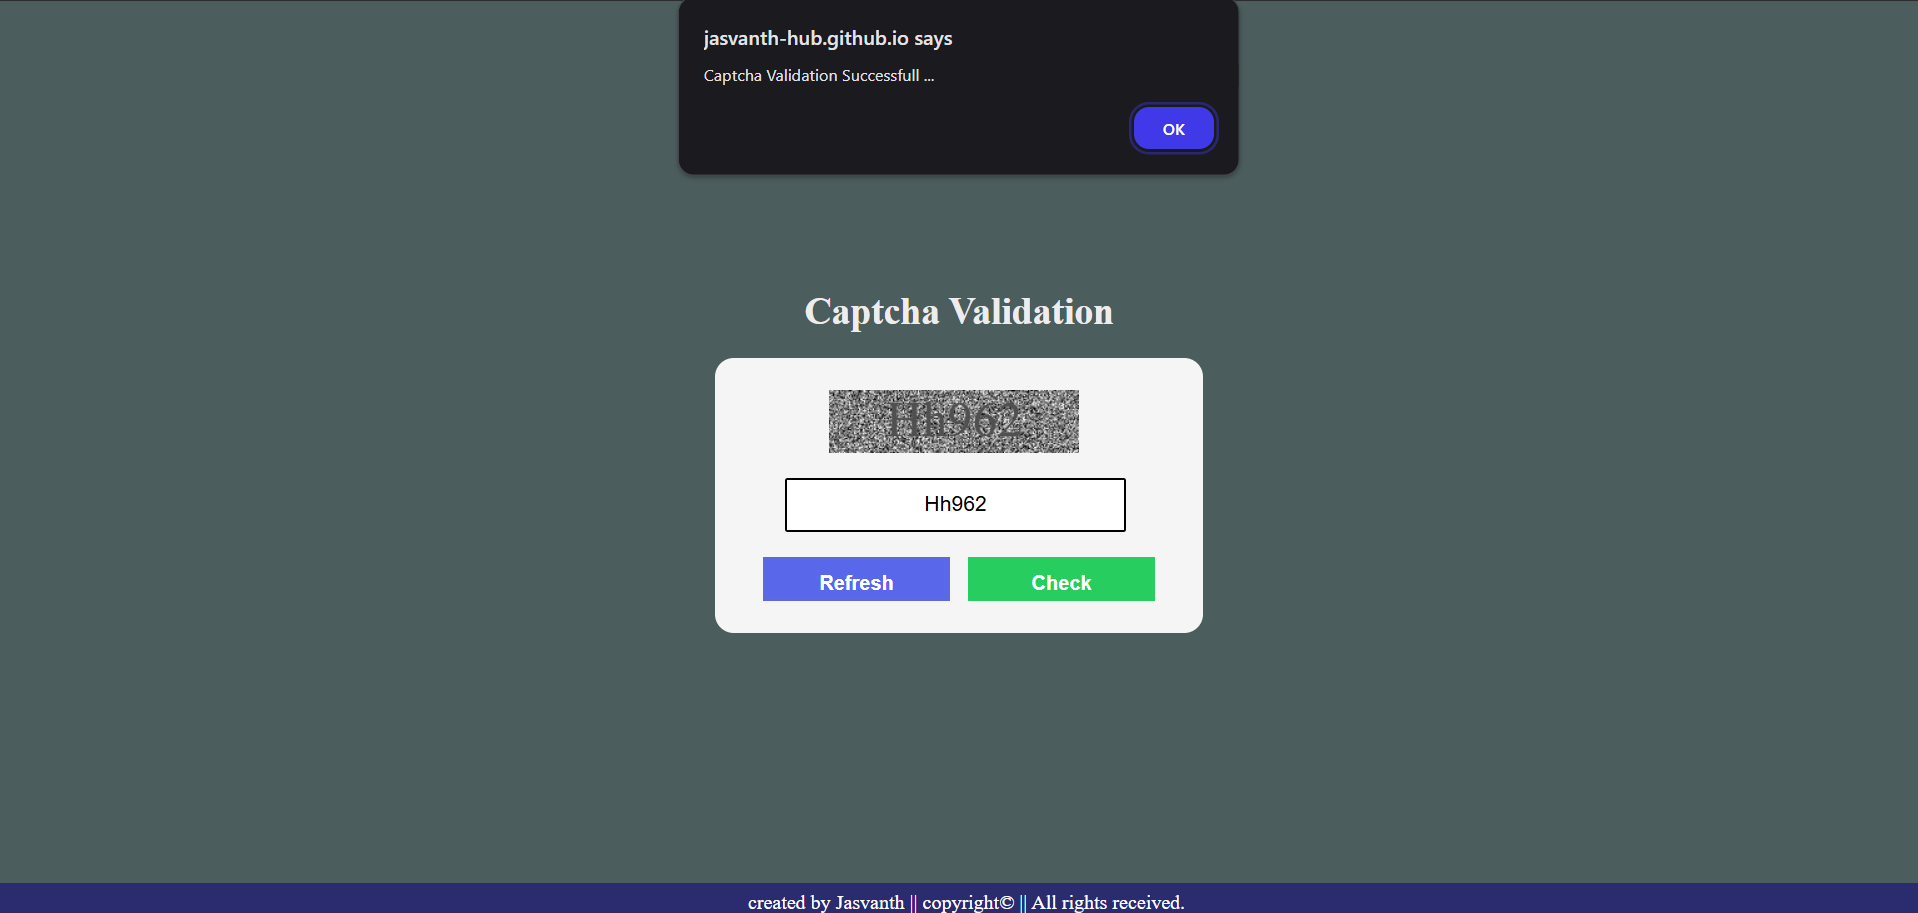 jasvanth-hub.github.io says
Captcha Validation Successfull ...
OK
Captcha Validation
Hh962
Hh962
Refresh Check
created by Jasvanth || copyright© || All rights received.